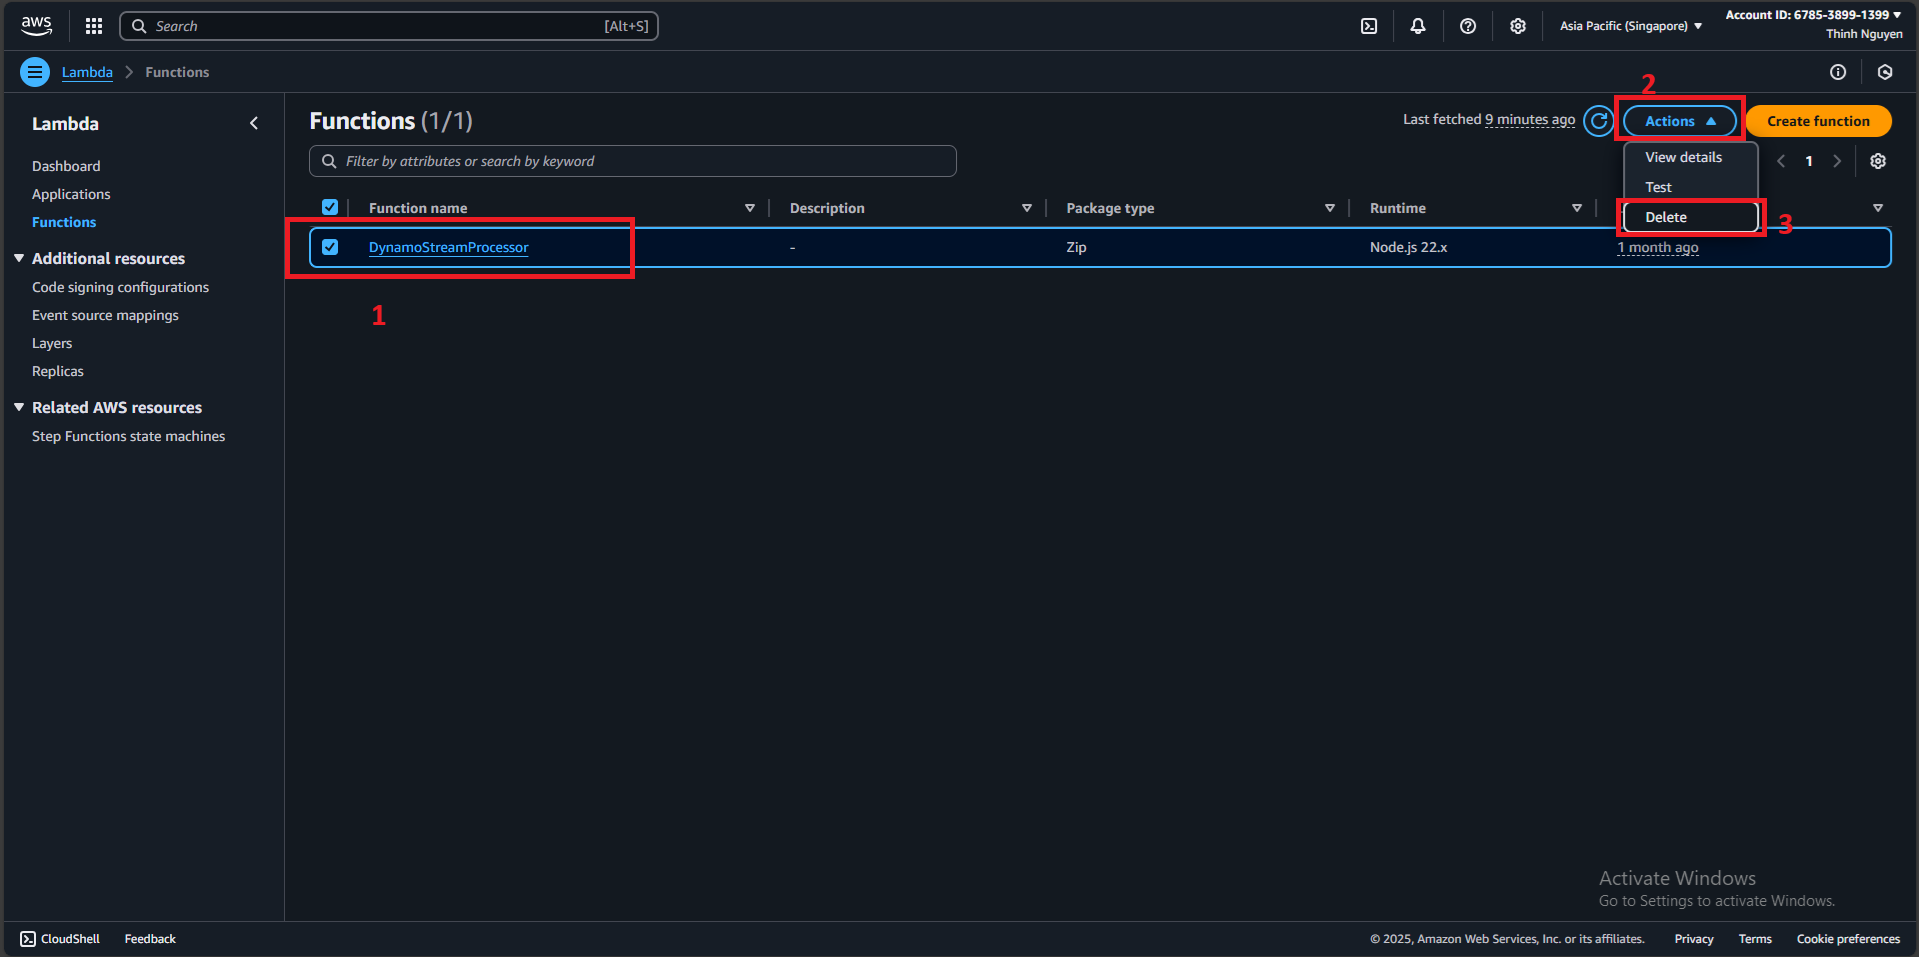 aws
Search
[Alt+S]
Asia Pacific (Singapore)
Account ID: 6785-3899-1399
Thinh Nguyen
Lambda
Functions
Lambda
Dashboard
Applications
Functions
Additional resources
Code signing configurations
Event source mappings
Layers
Replicas
Related AWS resources
Step Functions state machines
Functions (1/1)
Last fetched 9 minutes ago
2
Actions
Create function
Filter by attributes or search by keyword
View details
Test
Delete
3
1
Function name
Description
Package type
Runtime
DynamoStreamProcessor
-
Zip
Node.js 22.x
1 month ago
1
Activate Windows
Go to Settings to activate Windows.
CloudShell
Feedback
© 2025, Amazon Web Services, Inc. or its affiliates.
Privacy
Terms
Cookie preferences